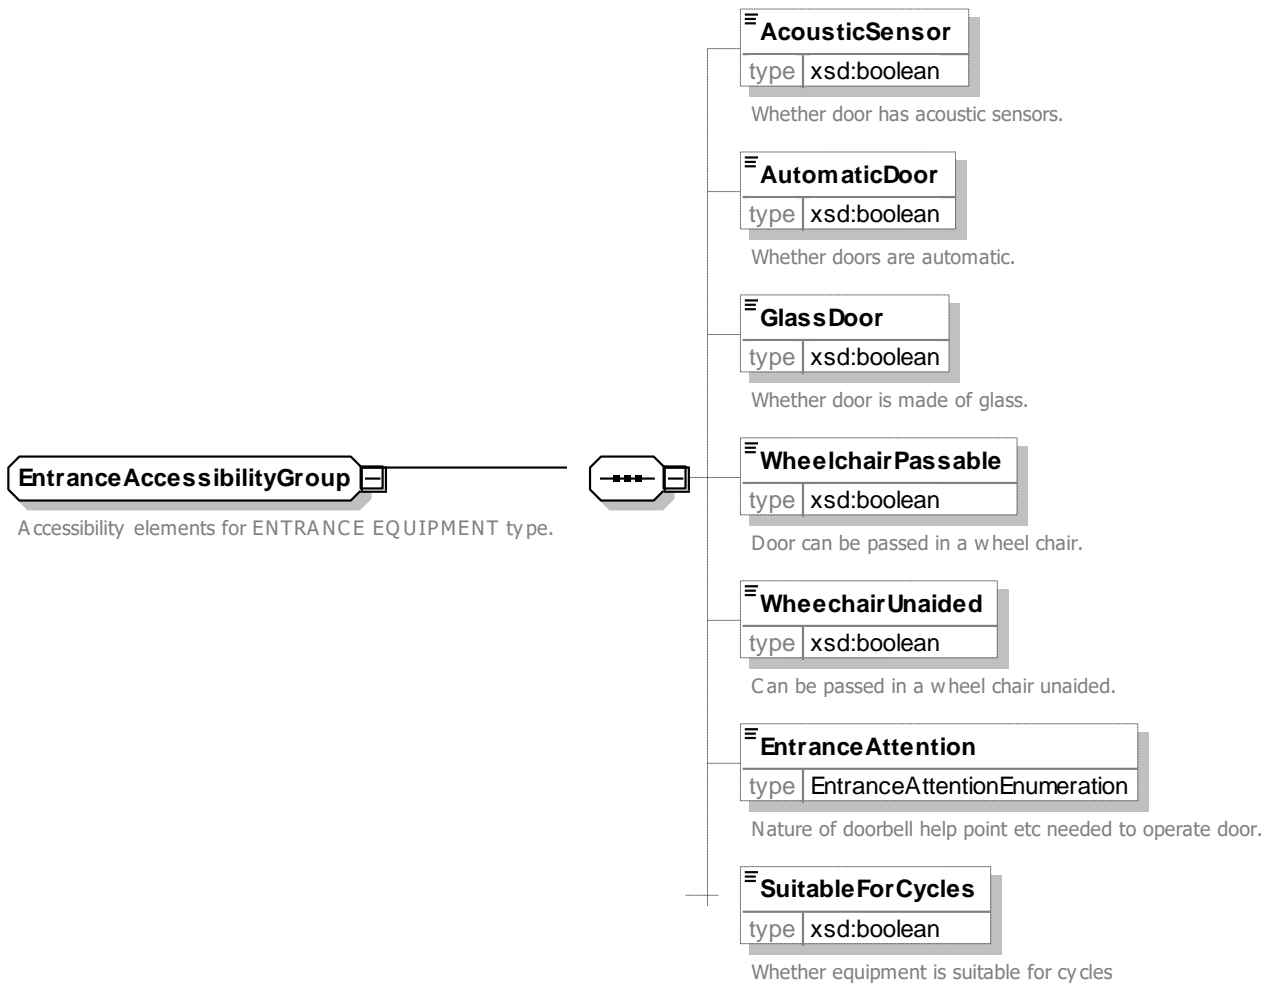 AcousticSensor
type xsd:boolean
Whether door has acoustic sensors.
AutomaticDoor
type xsd:boolean
Whether doors are automatic.
GlassDoor
type xsd:boolean
Whether door is made of glass.
EntranceAccessibilityGroup
Accessibility elements for ENTRANCE EQUIPMENT type.
WheelchairPassable
type xsd:boolean
Door can be passed in a wheel chair.
WheechairUnaided
type xsd:boolean
Can be passed in a wheel chair unaided.
EntranceAttention
type EntranceAttentionEnumeration
Nature of doorbell help point etc needed to operate door.
SuitableForCycles
type xsd:boolean
Whether equipment is suitable for cycles